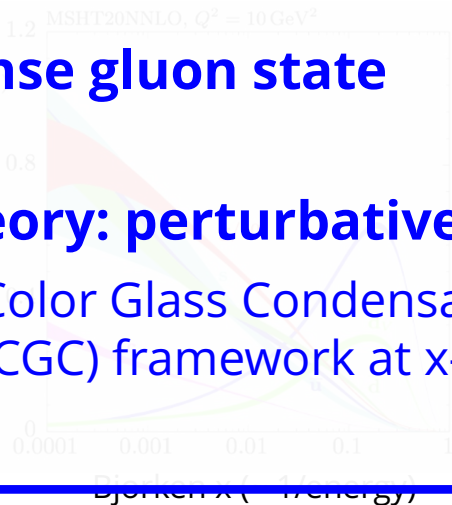 MSHT20NNLO, Q² = 10 GeV²
1.2
nse gluon state
0.8
eory: perturbative
Color Glass Condensa
(CGC) framework at x-
0
0.0001 0.001 0.01 0.1 1
Bjorken x ( 1/energy)